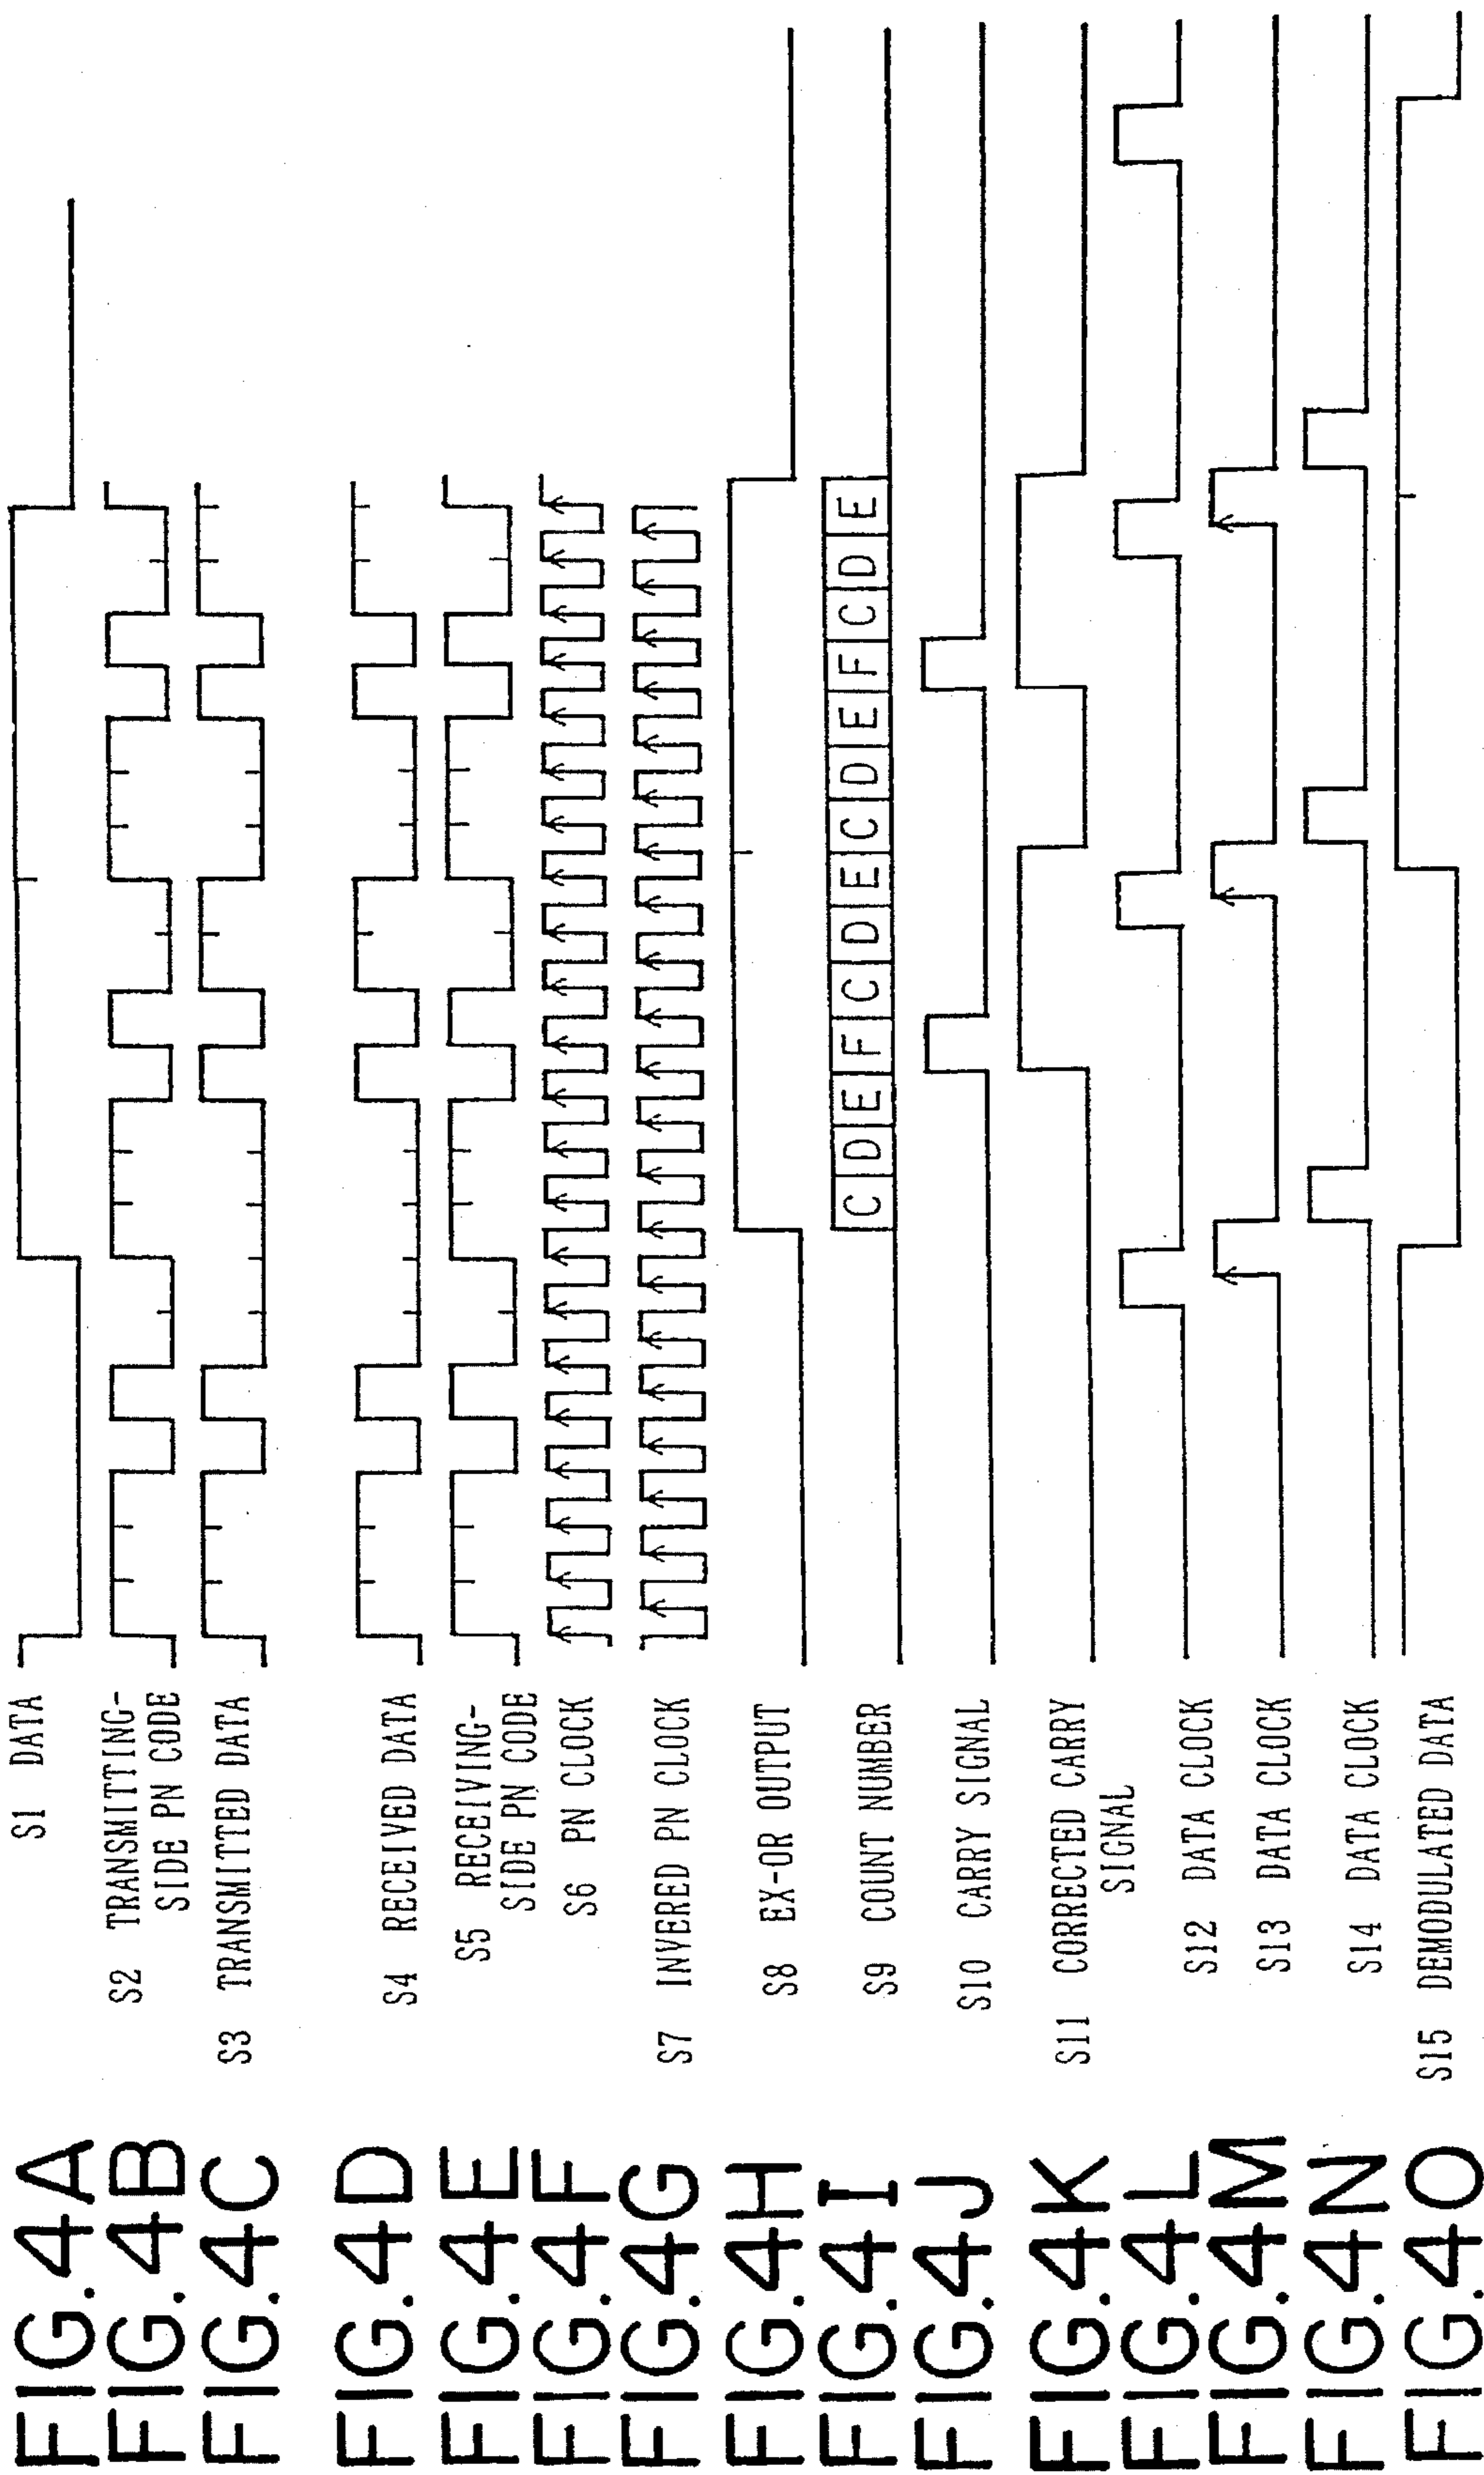 FIG.4A S1 DATA
FIG.4B S2 TRANSMITTING-
SIDE PN CODE
FIG.4C S3 TRANSMITTED DATA
FIG.4D S4 RECEIVED DATA
FIG.4E S5 RECEIVING-
SIDE PN CODE
FIG.4F S6 PN CLOCK
FIG.4G S7 INVERED PN CLOCK
FIG.4H S8 EX-OR OUTPUT
FIG.4I S9 COUNT NUMBER C D E F C D E C D E F C D E
FIG.4J S10 CARRY SIGNAL
FIG.4K S11 CORRECTED CARRY
SIGNAL
FIG.4L S12 DATA CLOCK
FIG.4M S13 DATA CLOCK
FIG.4N S14 DATA CLOCK
FIG.4O S15 DEMODULATED DATA